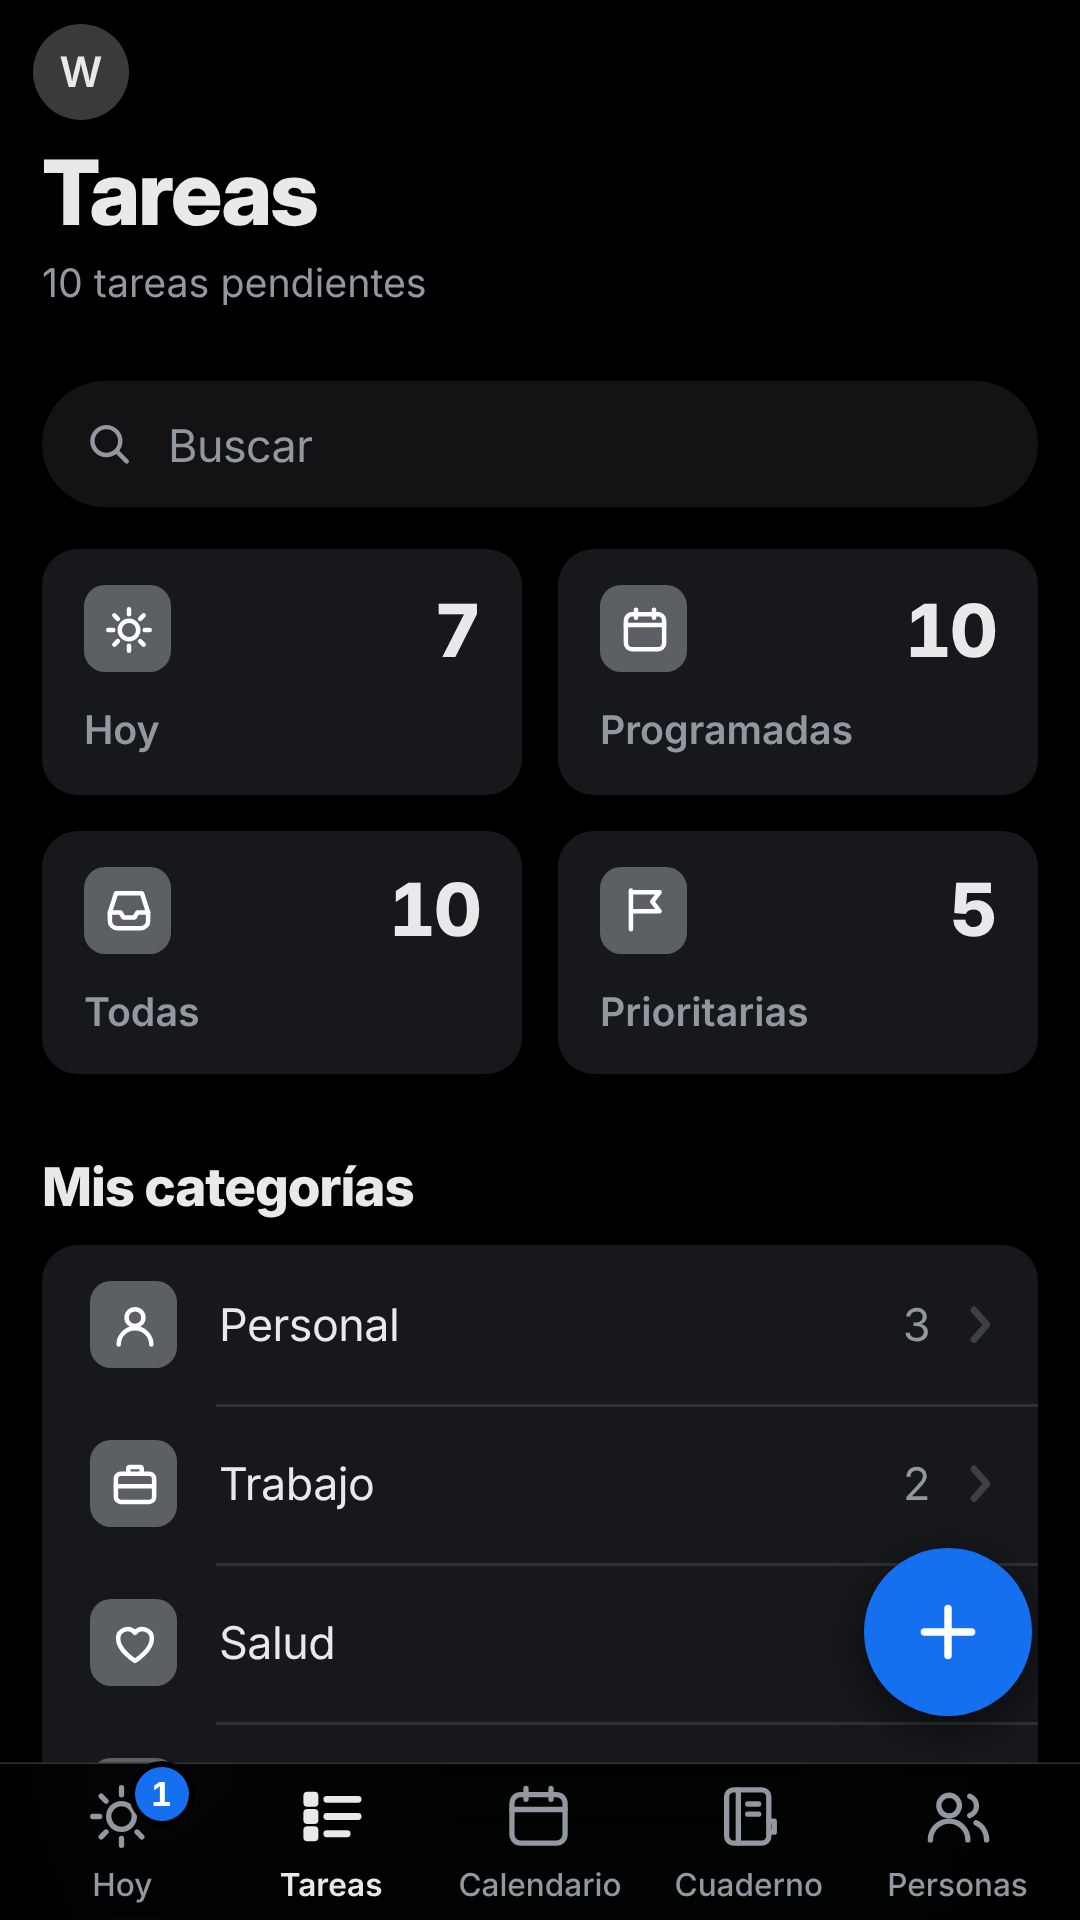 W
Tareas
10 tareas pendientes
Buscar
7
Hoy
10
Programadas
10
Todas
5
Prioritarias
Mis categorías
Personal 3
Trabajo 2
Salud
1
Hoy
Tareas
Calendario
Cuaderno
Personas